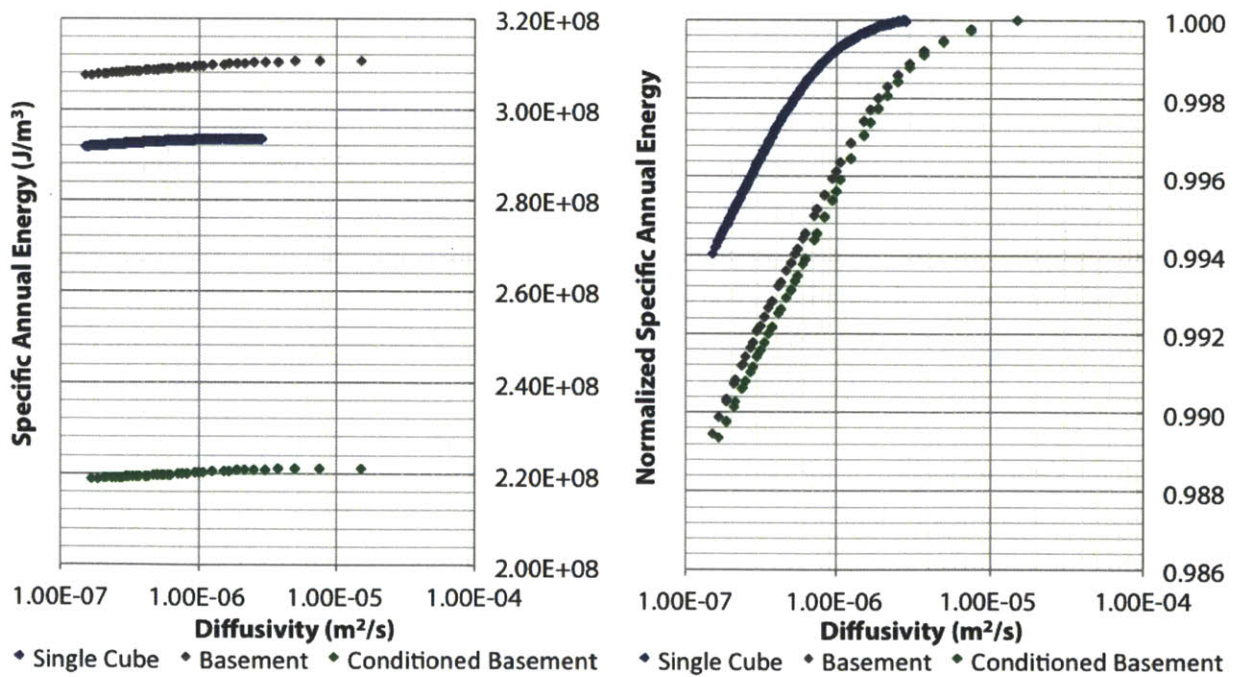 Specific Annual Energy (J/m³)
3.20E+08
3.00E+08
2.80E+08
2.60E+08
2.40E+08
2.20E+08
2.00E+08
1.00E-07 1.00E-06 1.00E-05 1.00E-04
Diffusivity (m²/s)
Single Cube Basement Conditioned Basement
Normalized Specific Annual Energy
1.000
0.998
0.996
0.994
0.992
0.990
0.988
0.986
1.00E-07 1.00E-06 1.00E-05 1.00E-04
Diffusivity (m²/s)
Single Cube Basement Conditioned Basement